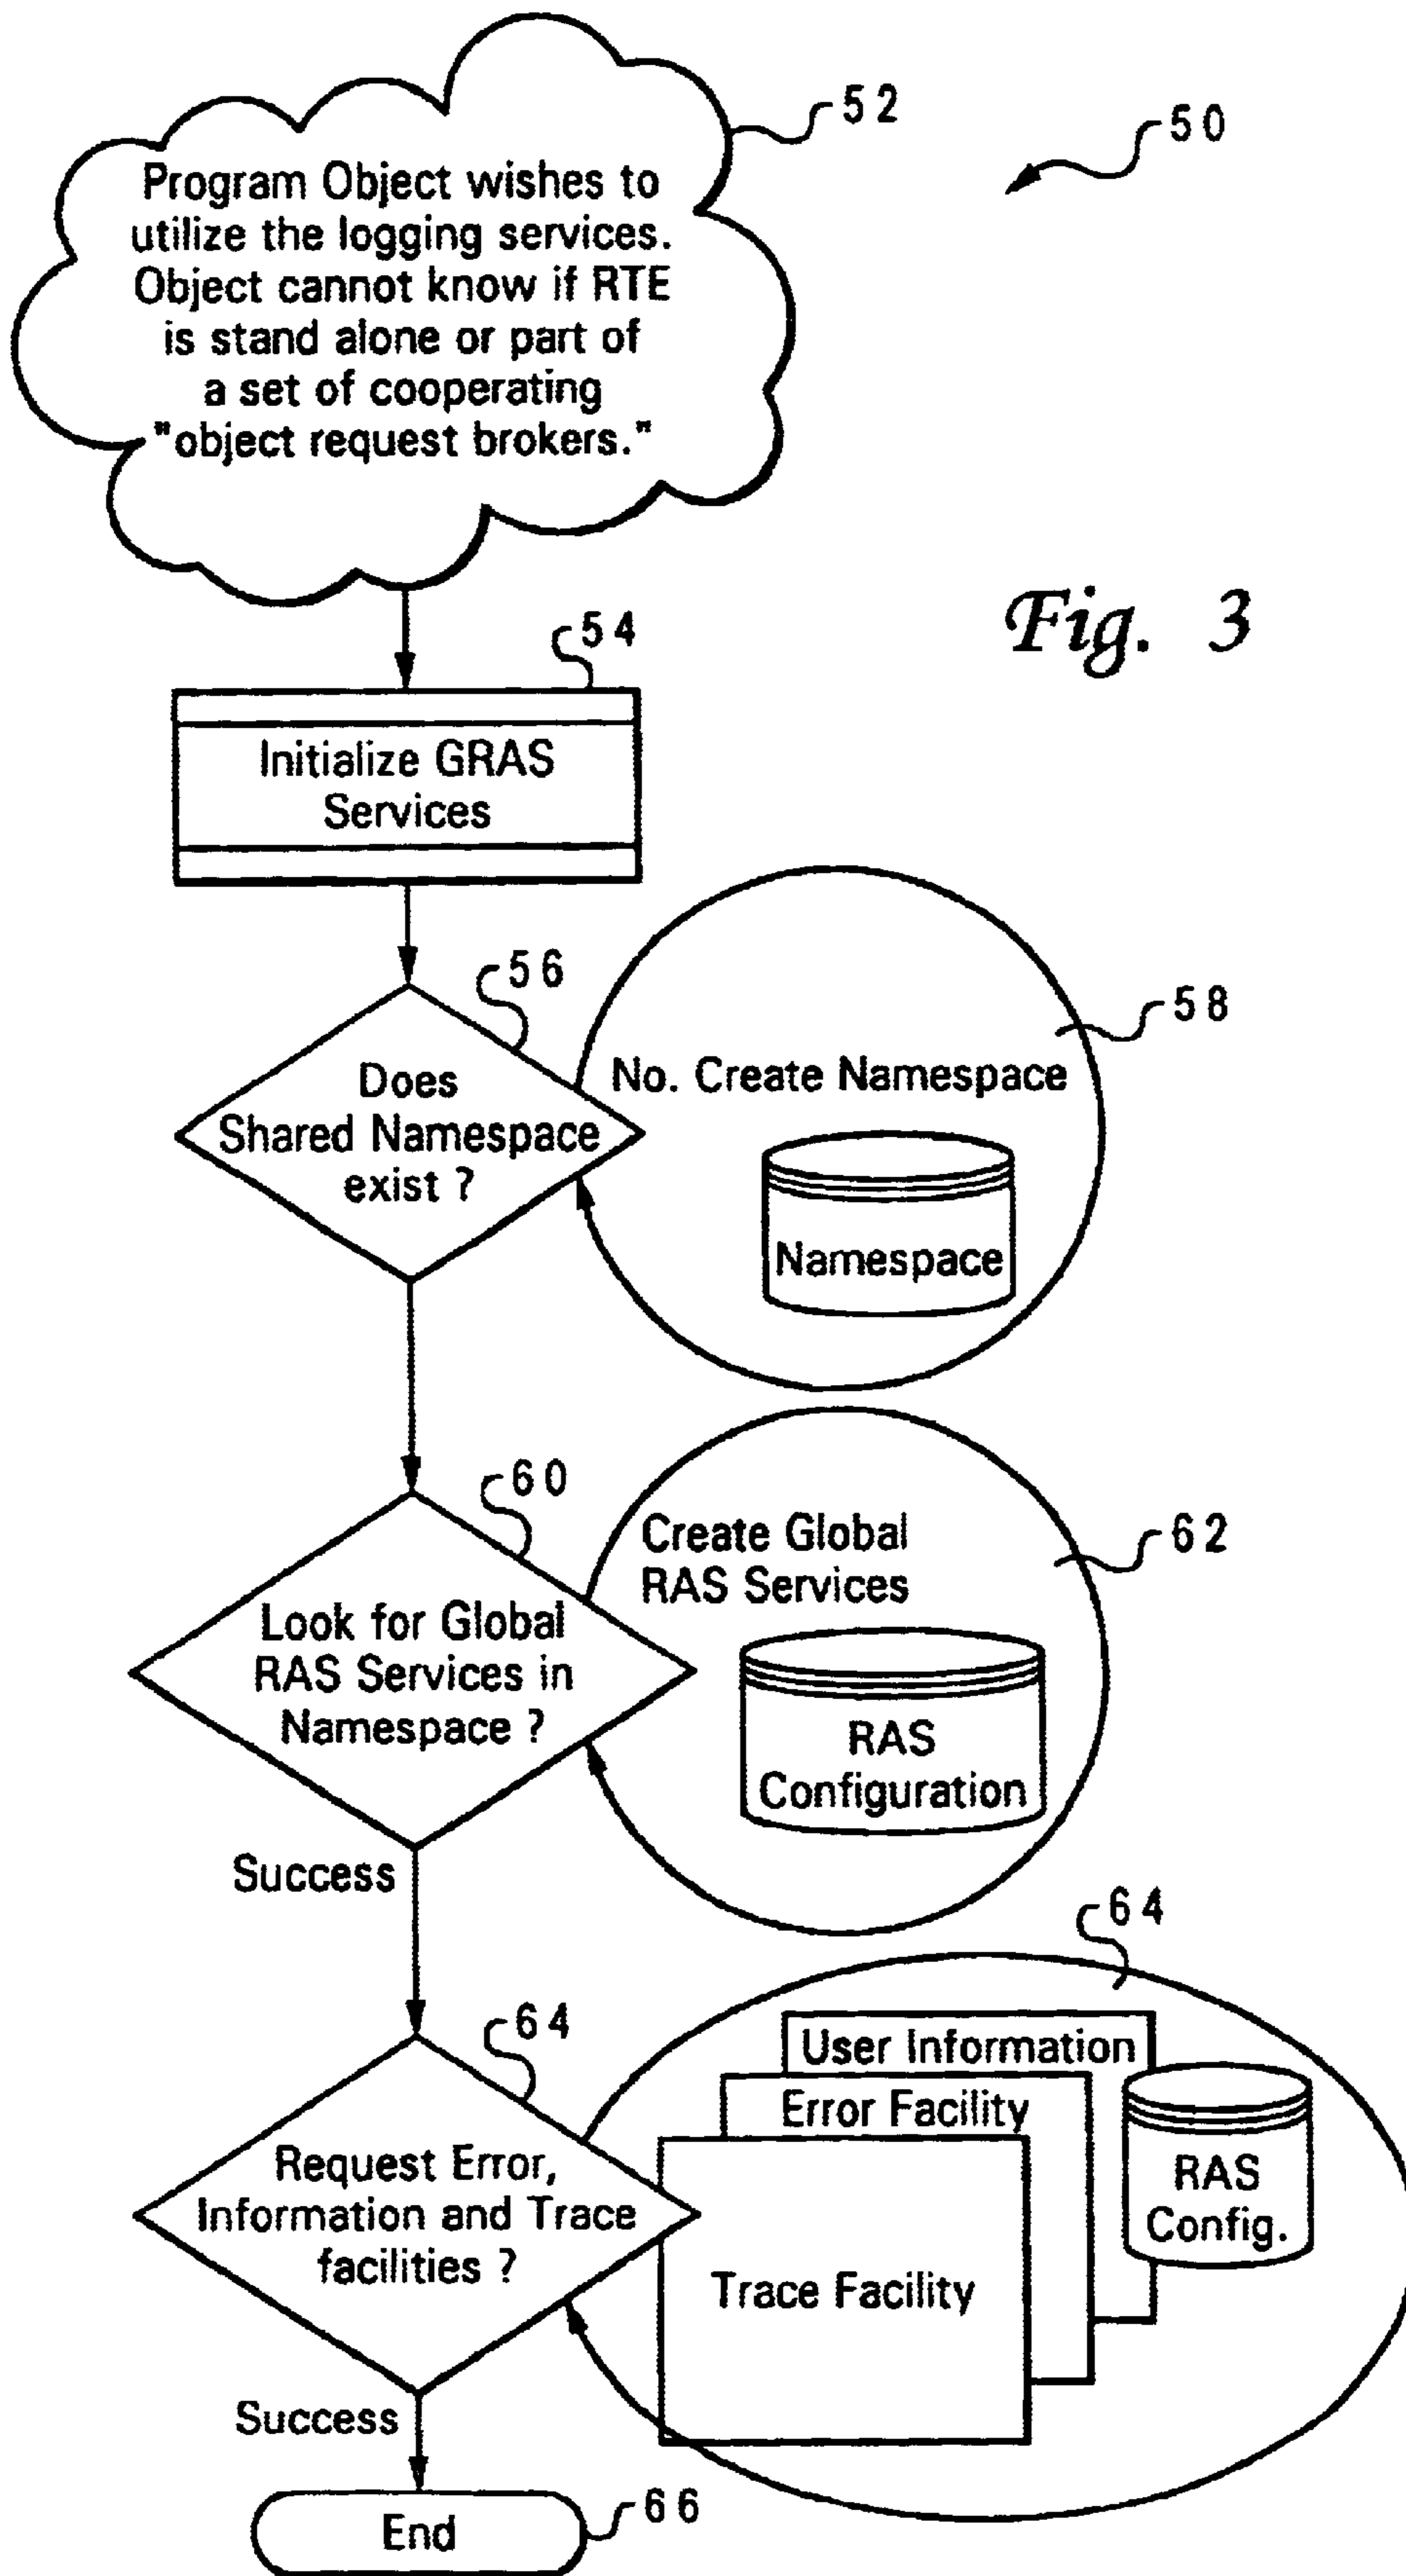 52
50
Program Object wishes to
utilize the logging services.
Object cannot know if RTE
is stand alone or part of
a set of cooperating
"object request brokers."
Fig. 3
54
Initialize GRAS
Services
56
Does
Shared Namespace
exist ?
58
No. Create Namespace
Namespace
60
Look for Global
RAS Services in
Namespace ?
62
Create Global
RAS Services
RAS
Configuration
Success
64
Request Error,
Information and Trace
facilities ?
64
User Information
Error Facility
Trace Facility
RAS
Config.
Success
End
66